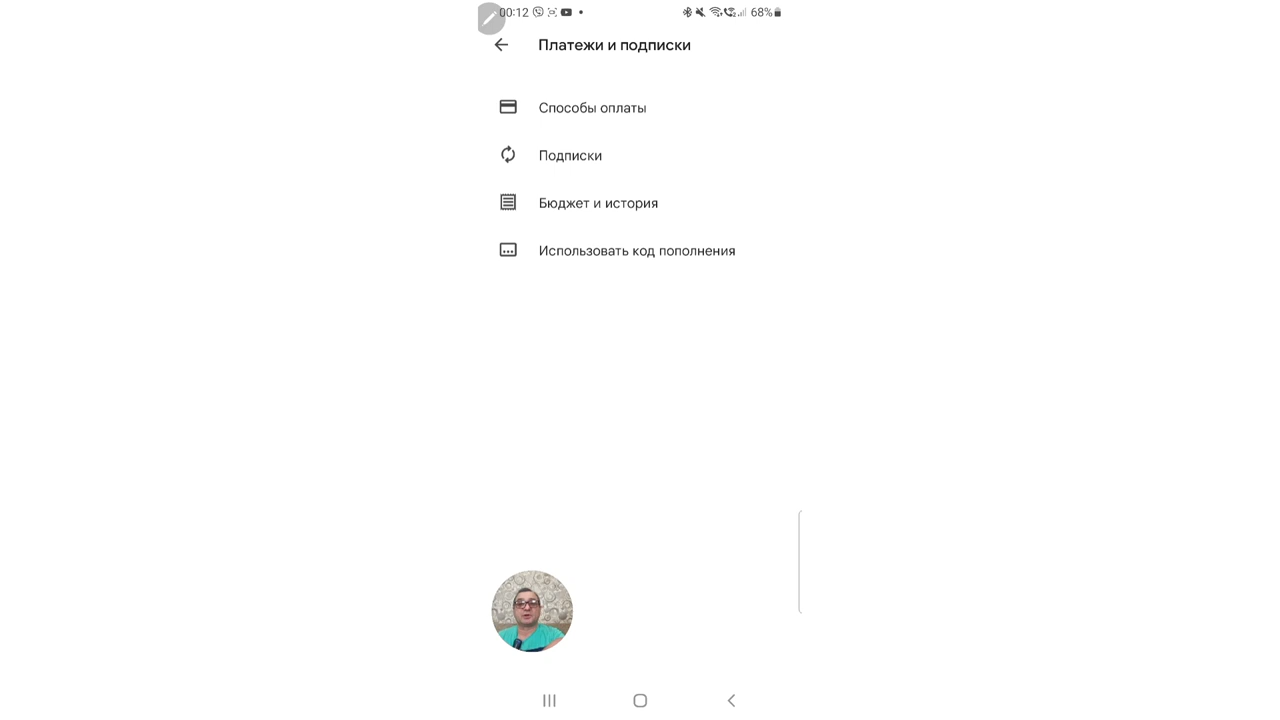 00:12 68%
Платежи и подписки
Способы оплаты
Подписки
Бюджет и история
Использовать код пополнения